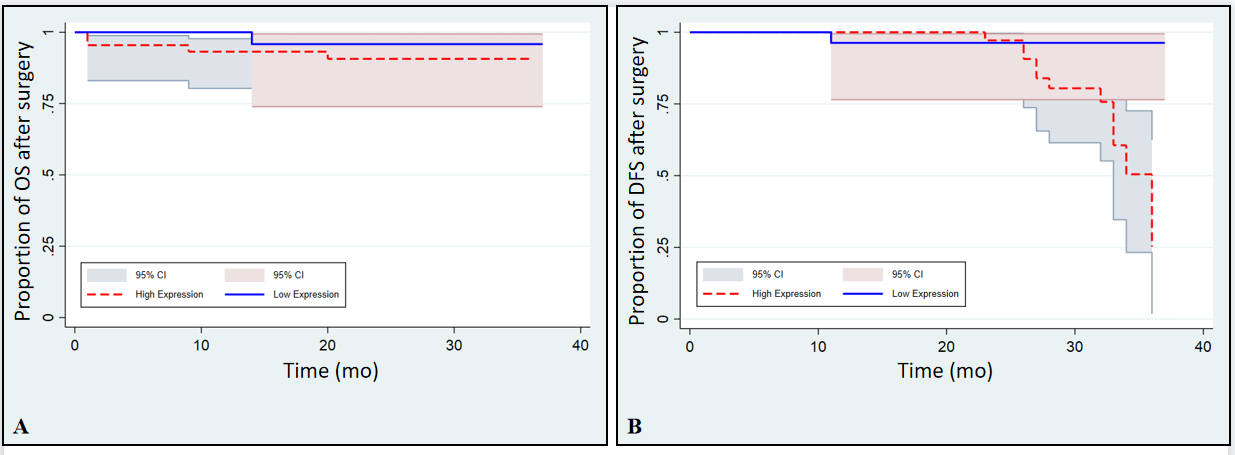 Proportion of OS after surgery
1
.75
.5
.25
0
95% CI 95% CI
High Expression Low Expression
0 10 20 30 40
Time (mo)
A
Proportion of DFS after surgery
1
.75
.5
.25
0
95% CI 95% CI
High Expression Low Expression
0 10 20 30 40
Time (mo)
B